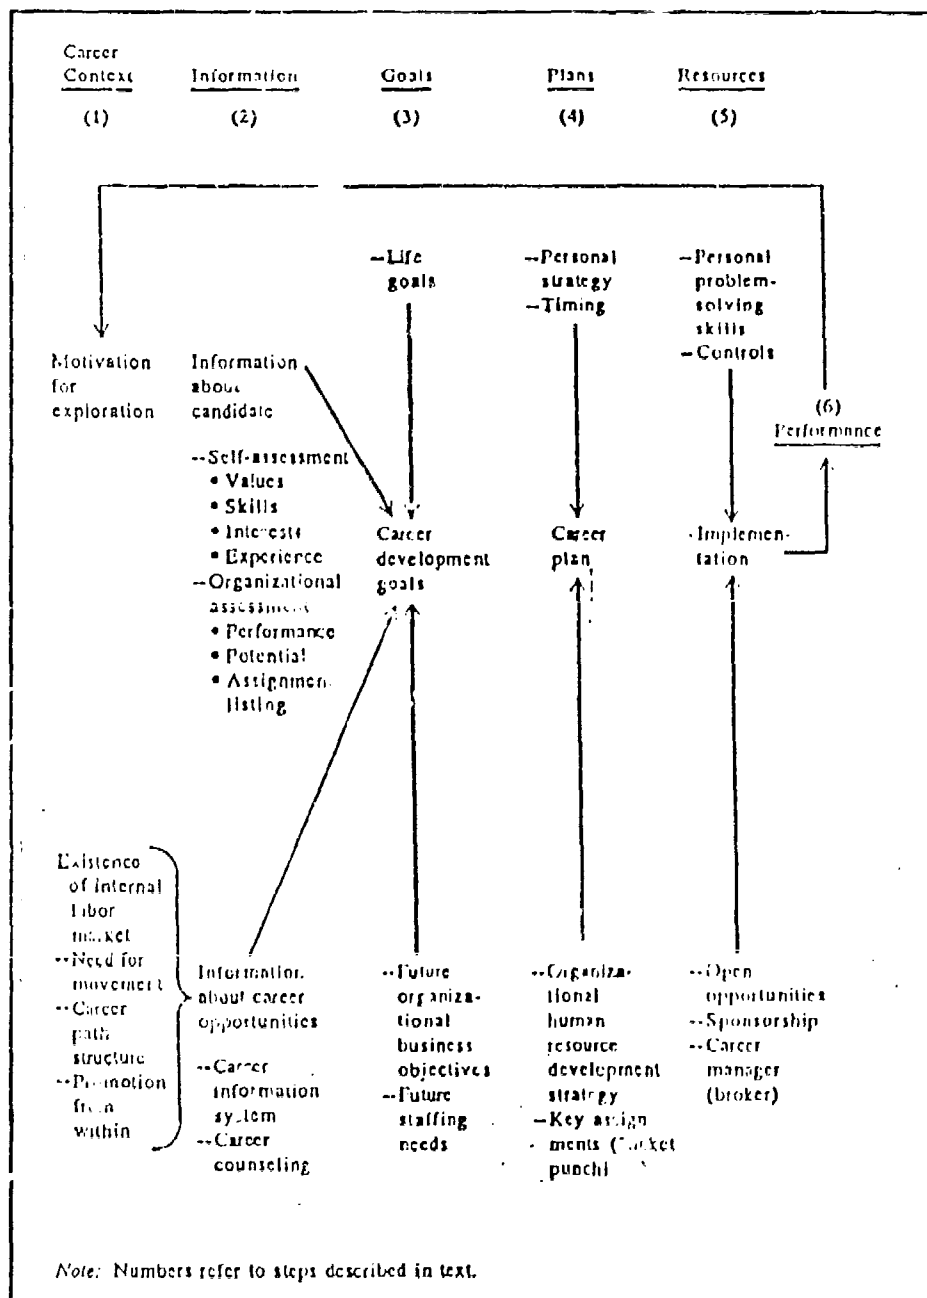 Career
Context
(1)
Information
(2)
Goals
(3)
Plans
(4)
Resources
(5)
--Life
goals
--Personal
strategy
--Timing
--Personal
problem-
solving
skills
--Controls
Motivation
for
exploration
Information
about
candidate
--Self-assessment
• Values
• Skills
• Interests
• Experience
--Organizational
assessment
• Performance
• Potential
• Assignment
listing
Career
development
goals
Career
plan
-Implemen-
tation
(6)
Performance
Existence
of internal
labor
market
--Need for
movement
--Career
path
structure
--Promotion
from
within
Information
about career
opportunities
--Career
information
system
--Career
counseling
--Future
organiza-
tional
business
objectives
--Future
staffing
needs
--Organiza-
tional
human
resource
development
strategy
--Key assign
ments (ticket
punch)
--Open
opportunities
--Sponsorship
--Career
manager
(broker)
Note: Numbers refer to steps described in text.